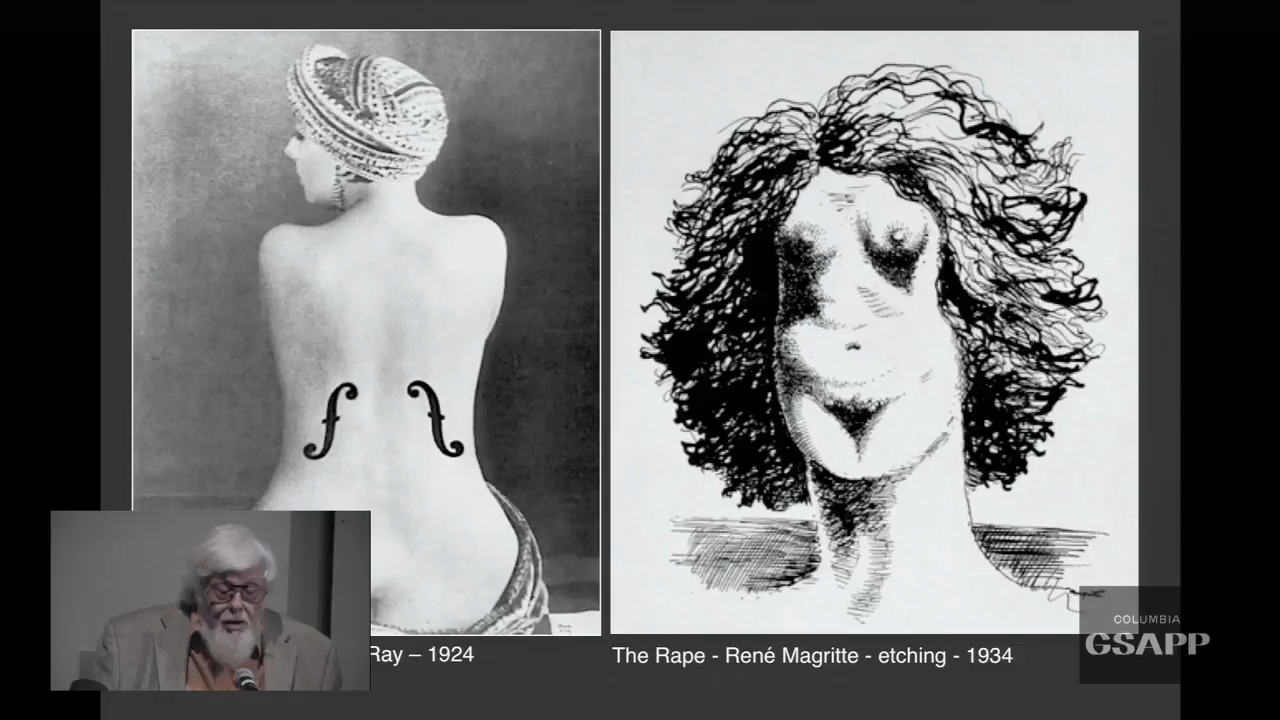 Ray – 1924
The Rape - René Magritte - etching - 1934
COLUMBIA
GSAPP